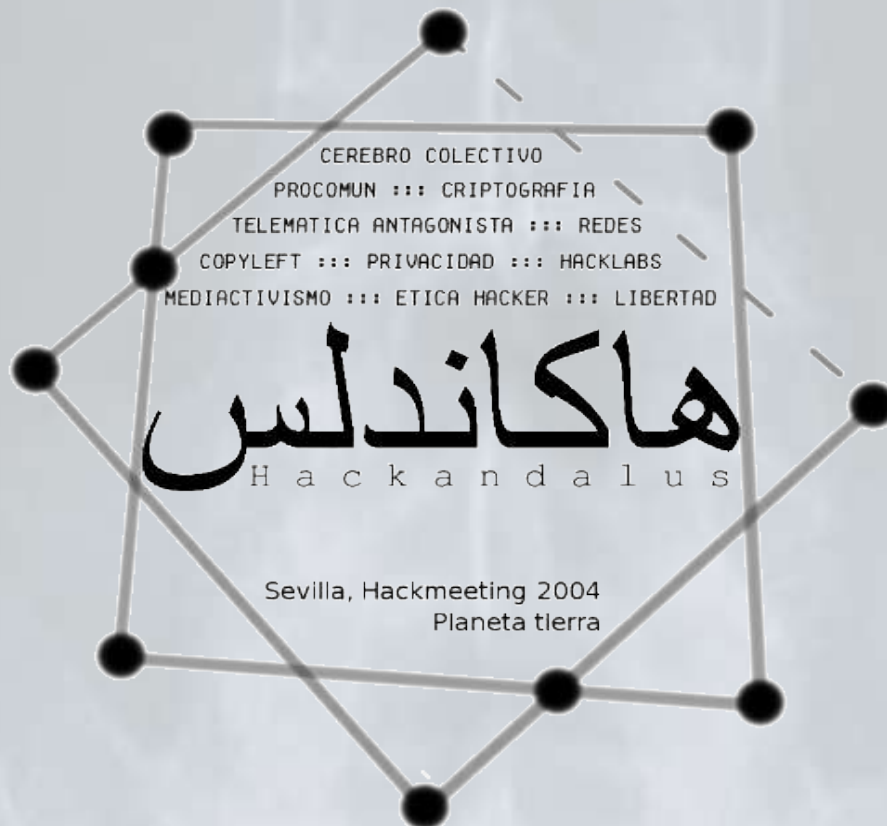 CEREBRO COLECTIVO
PROCOMUN ::: CRIPTOGRAFIA
TELEMATICA ANTAGONISTA ::: REDES
COPYLEFT ::: PRIVACIDAD ::: HACKLABS
MEDIACTIVISMO ::: ETICA HACKER ::: LIBERTAD
هاكاندلس
Hackandalus
Sevilla, Hackmeeting 2004
Planeta tierra